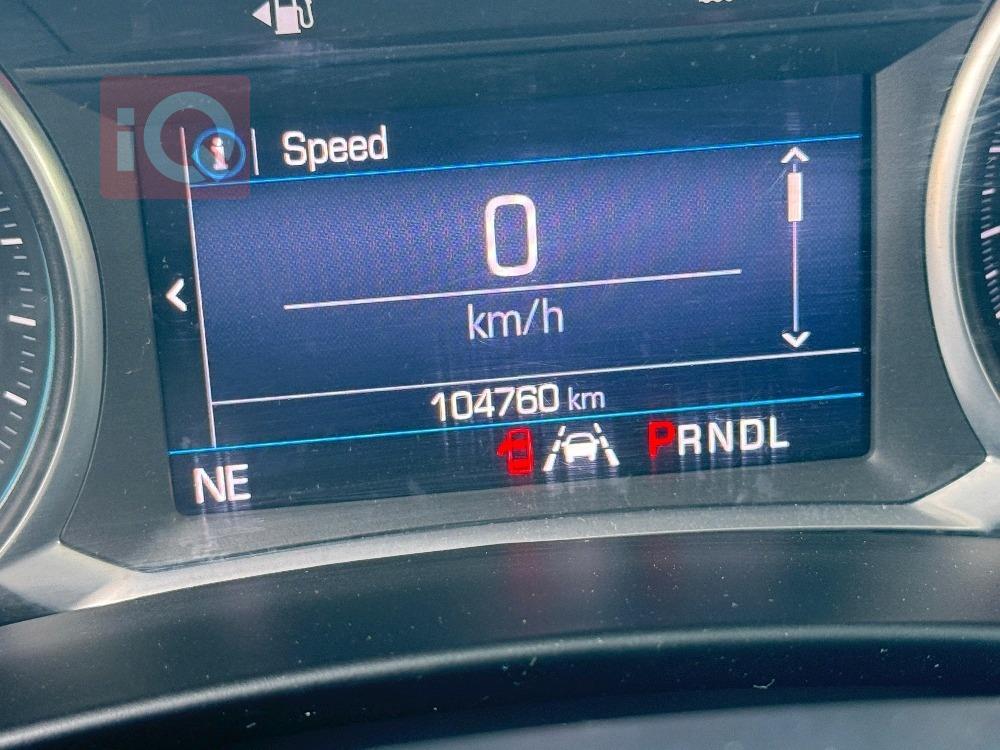 iQ
Speed
0
km/h
104760 km
PRNDL
NE